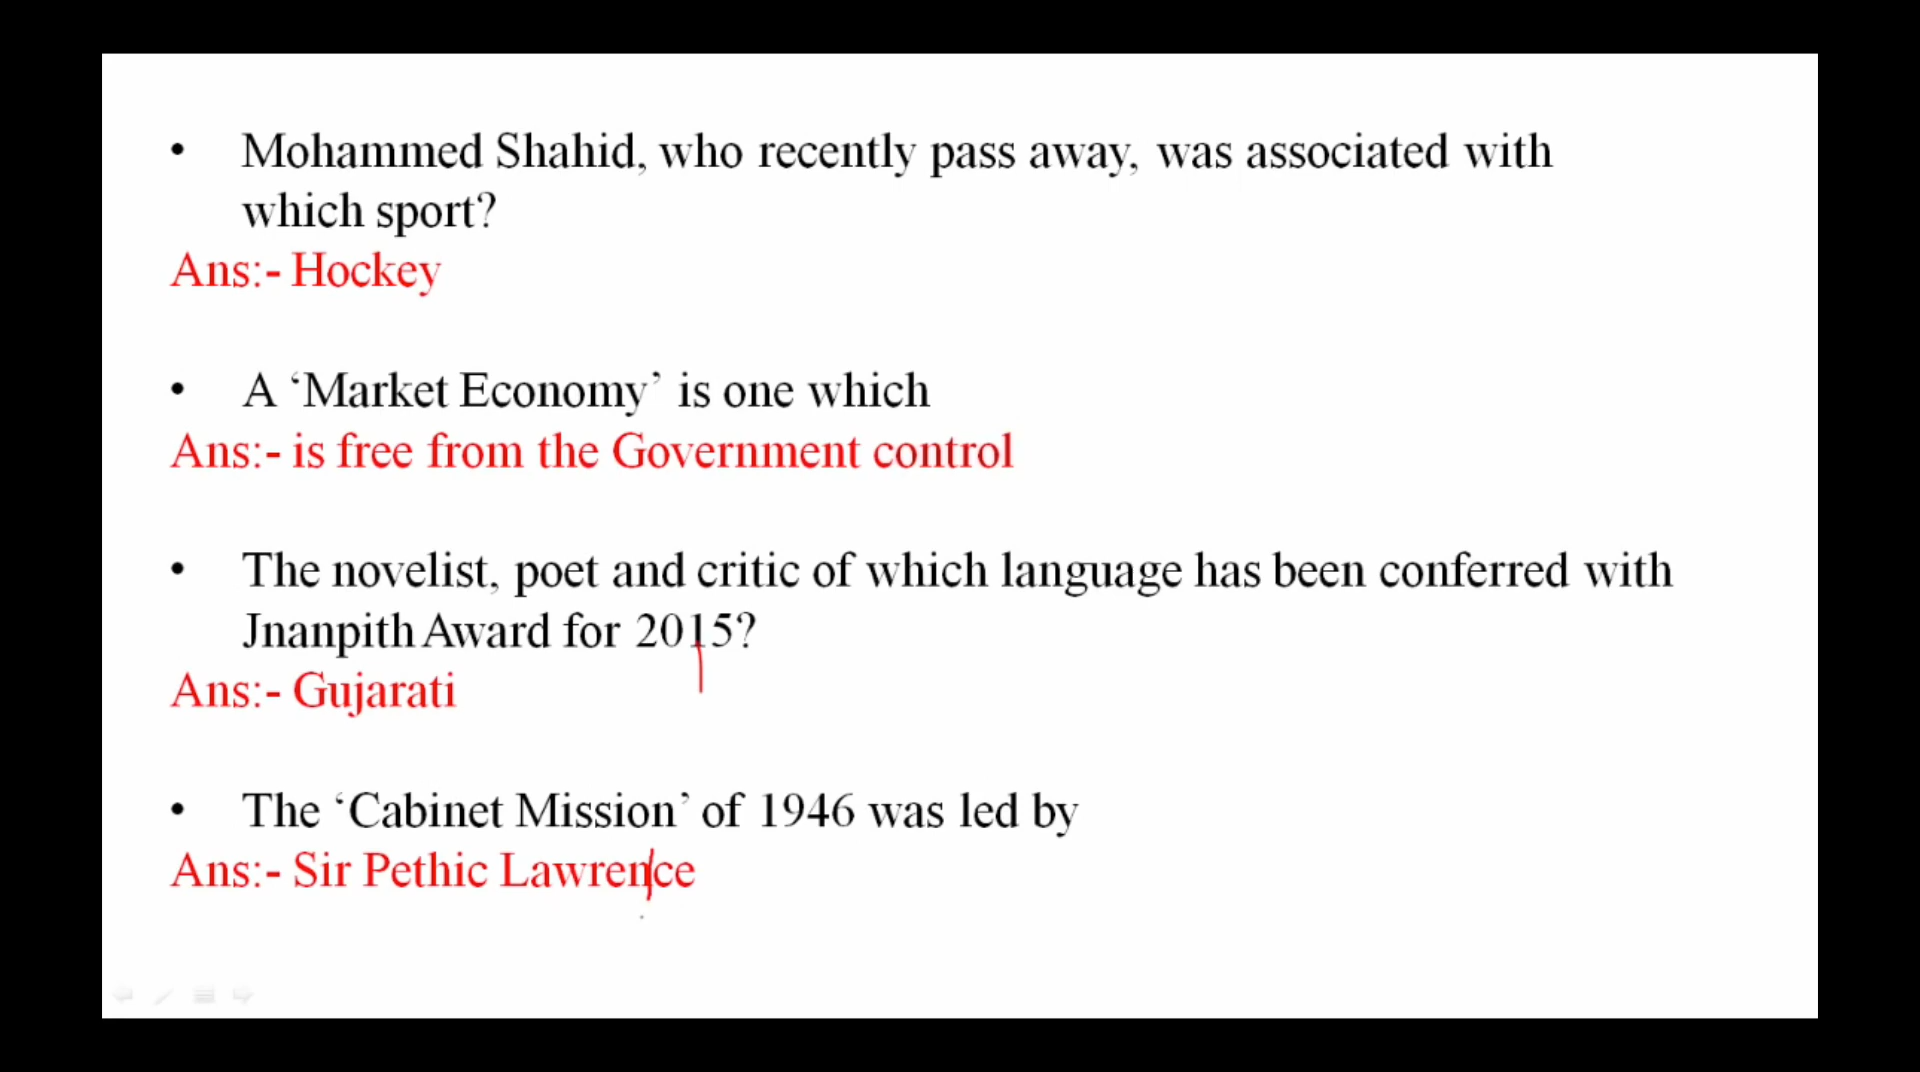 • Mohammed Shahid, who recently pass away, was associated with
which sport?
Ans:- Hockey
• A ‘Market Economy’ is one which
Ans:- is free from the Government control
• The novelist, poet and critic of which language has been conferred with
Jnanpith Award for 2015?
Ans:- Gujarati
• The ‘Cabinet Mission’ of 1946 was led by
Ans:- Sir Pethic Lawrence